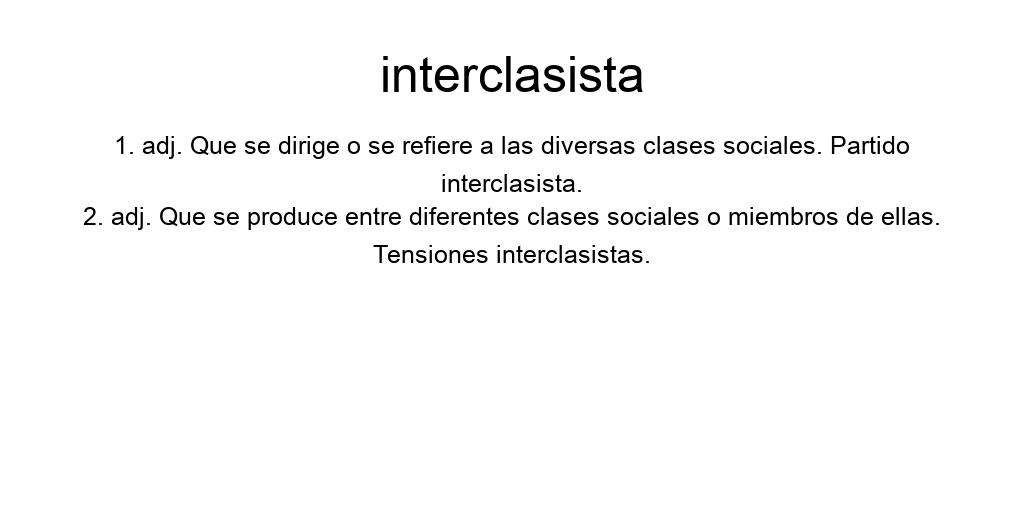 interclasista
1. adj. Que se dirige o se refiere a las diversas clases sociales. Partido
interclasista.
2. adj. Que se produce entre diferentes clases sociales o miembros de ellas.
Tensiones interclasistas.